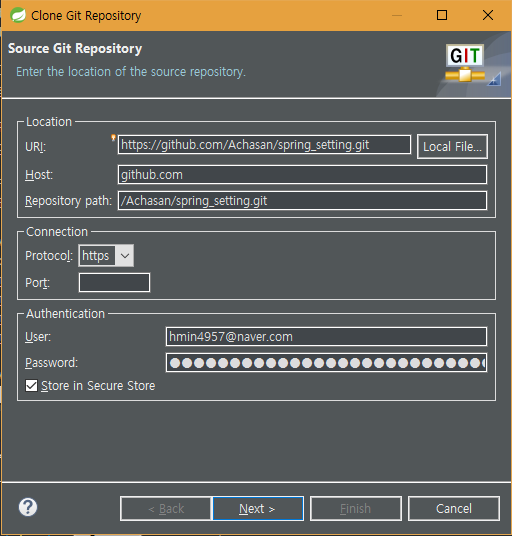 Clone Git Repository
Source Git Repository
Enter the location of the source repository.
GIT
Location
URI: https://github.com/Achasan/spring_setting.git Local File...
Host: github.com
Repository path: /Achasan/spring_setting.git
Connection
Protocol: https
Port:
Authentication
User: hmin4957@naver.com
Password: ●●●●●●●●●●●●●●●●●●●●●●●●●●●
Store in Secure Store
< Back Next > Finish Cancel